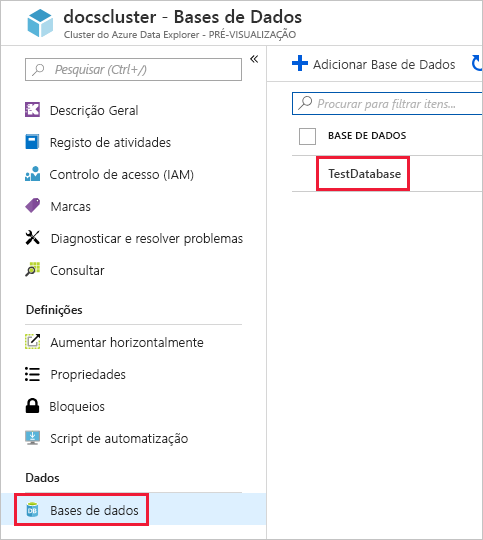 docscluster - Bases de Dados
Cluster do Azure Data Explorer - PRÉ-VISUALIZAÇÃO
Pesquisar (Ctrl+/)
«
Descrição Geral
Registo de atividades
Controlo de acesso (IAM)
Marcas
Diagnosticar e resolver problemas
Consultar
Definições
Aumentar horizontalmente
Propriedades
Bloqueios
Script de automatização
Dados
DB
Bases de dados
+ Adicionar Base de Dados
Procurar para filtrar itens...
BASE DE DADOS
TestDatabase